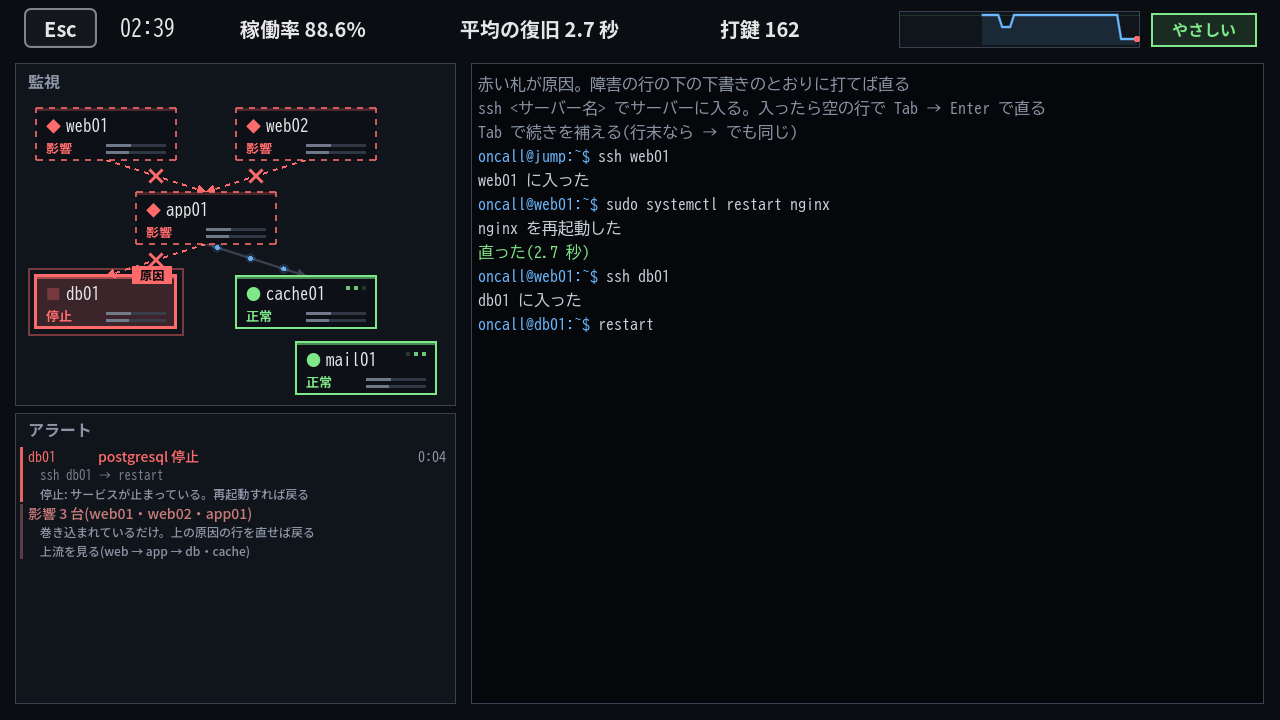 Esc
02:39
稼働率 88.6%
平均の復旧 2.7 秒
打鍵 162
やさしい
監視
web01
影響
web02
影響
app01
影響
原因
db01
停止
cache01
正常
mail01
正常
アラート
db01 postgresql 停止 0:04
ssh db01 → restart
停止: サービスが止まっている。再起動すれば戻る
影響 3 台(web01・web02・app01)
巻き込まれているだけ。上の原因の行を直せば戻る
上流を見る(web → app → db・cache)
赤い札が原因。障害の行の下の下書きのとおりに打てば直る
ssh <サーバー名> でサーバーに入る。入ったら空の行で Tab → Enter で直る
Tab で続きを補える(行末なら → でも同じ)
oncall@jump:~$ ssh web01
web01 に入った
oncall@web01:~$ sudo systemctl restart nginx
nginx を再起動した
直った(2.7 秒)
oncall@web01:~$ ssh db01
db01 に入った
oncall@db01:~$ restart